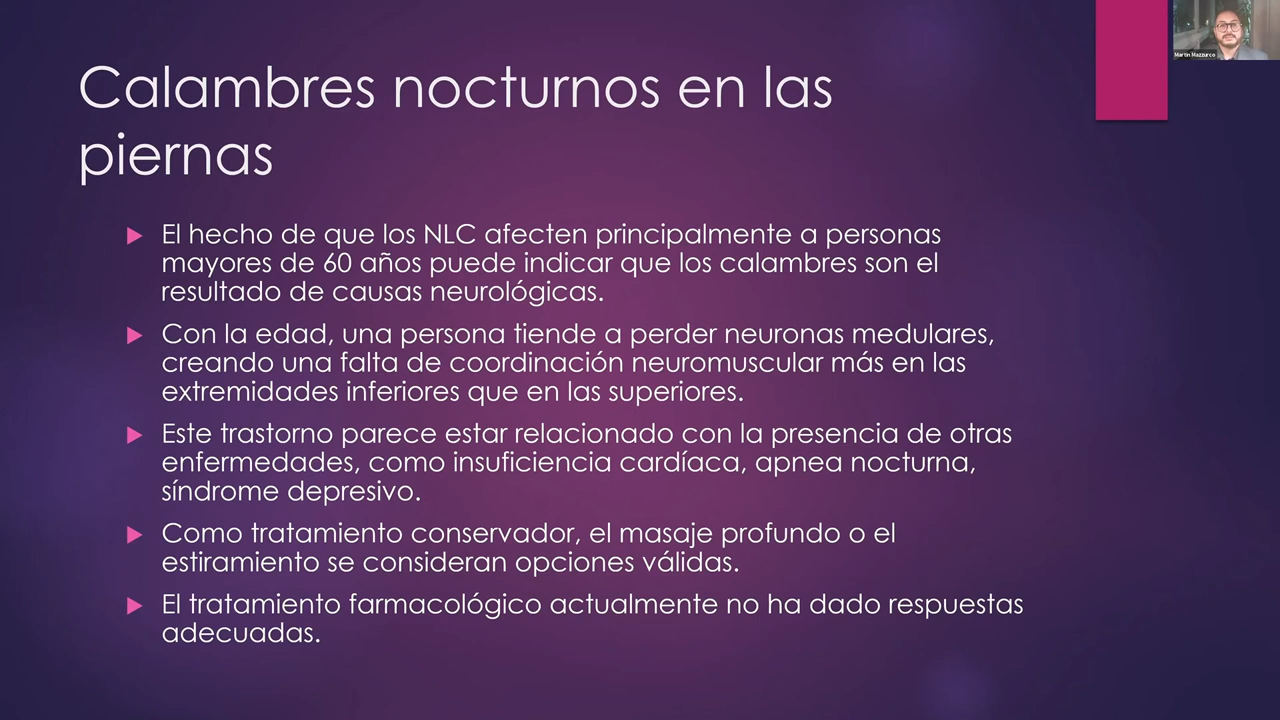 Calambres nocturnos en las
piernas
El hecho de que los NLC afecten principalmente a personas
mayores de 60 años puede indicar que los calambres son el
resultado de causas neurológicas.
Con la edad, una persona tiende a perder neuronas medulares,
creando una falta de coordinación neuromuscular más en las
extremidades inferiores que en las superiores.
Este trastorno parece estar relacionado con la presencia de otras
enfermedades, como insuficiencia cardíaca, apnea nocturna,
síndrome depresivo.
Como tratamiento conservador, el masaje profundo o el
estiramiento se consideran opciones válidas.
El tratamiento farmacológico actualmente no ha dado respuestas
adecuadas.
Martin Mazzurco